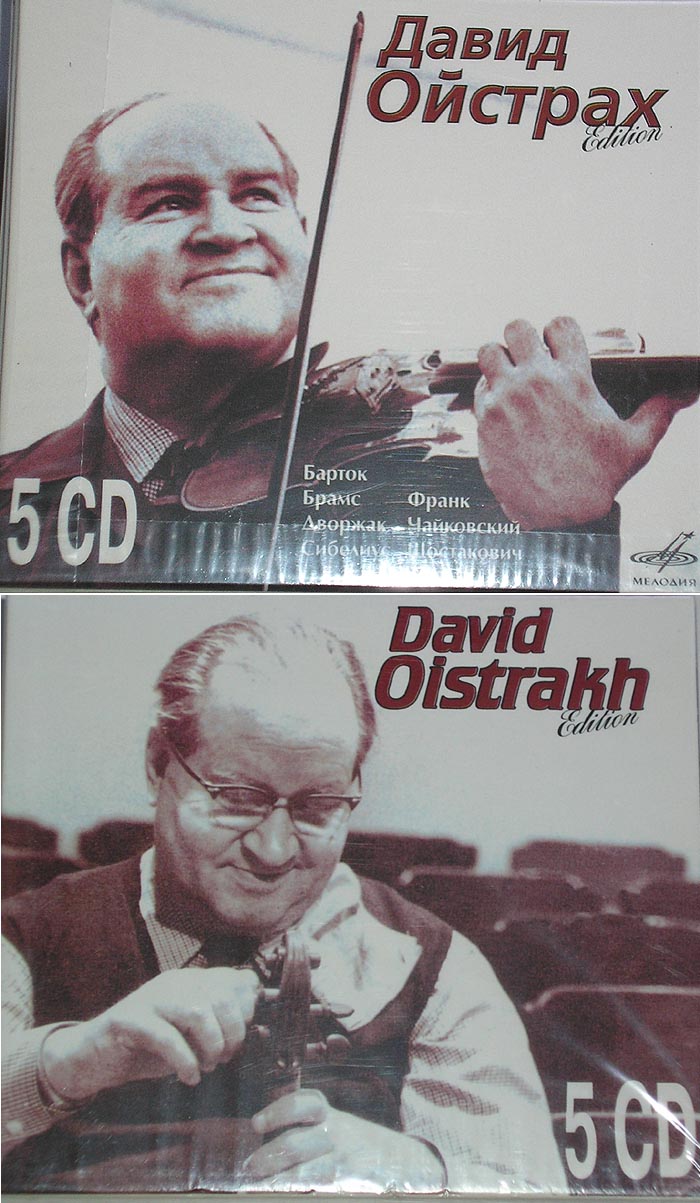 Давид
Ойстрах
Edition
Барток
Брамс Франк
Дворжак Чайковский
Сибелиус Шостакович
5 CD
МЕЛОДИЯ
David
Oistrakh
Edition
5 CD